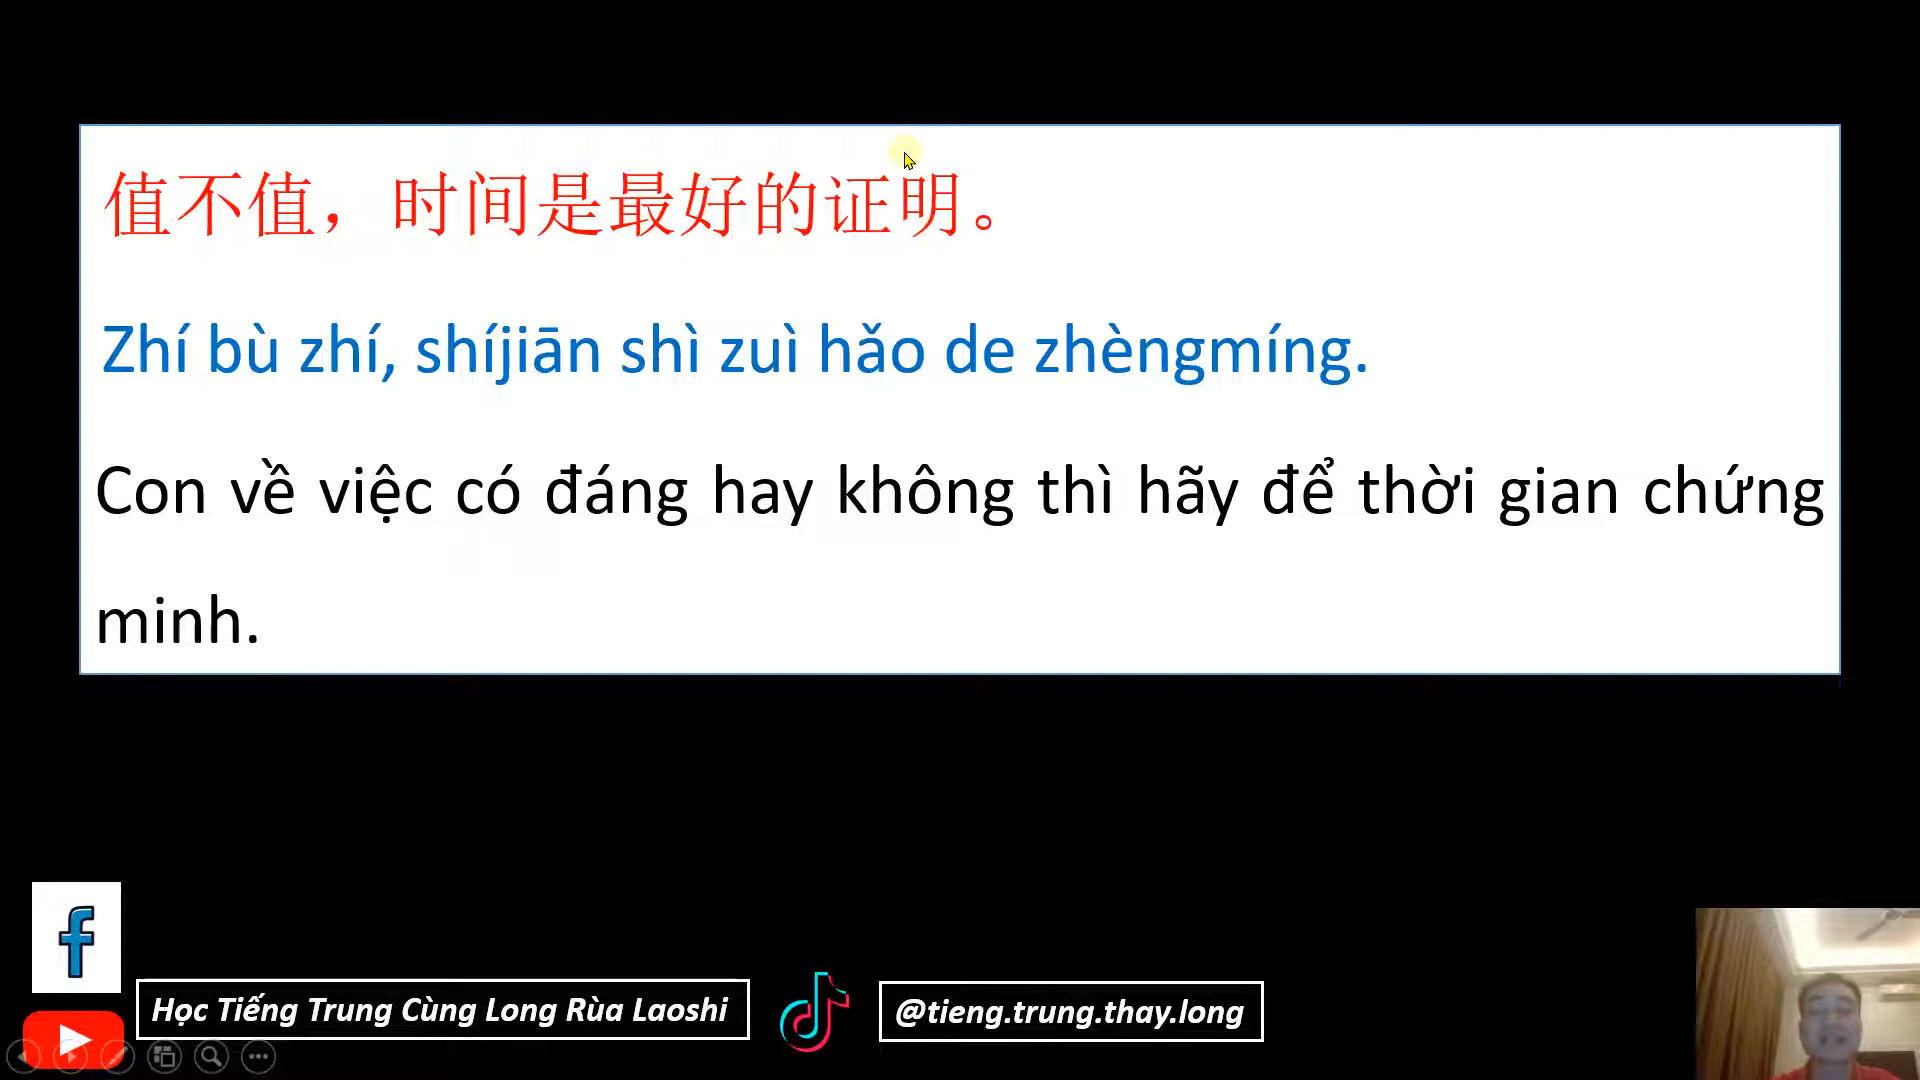 值不值，时间是最好的证明。
Zhí bù zhí, shíjiān shì zuì hǎo de zhèngmíng.
Con về việc có đáng hay không thì hãy để thời gian chứng
minh.
Học Tiếng Trung Cùng Long Rùa Laoshi
@tieng.trung.thay.long